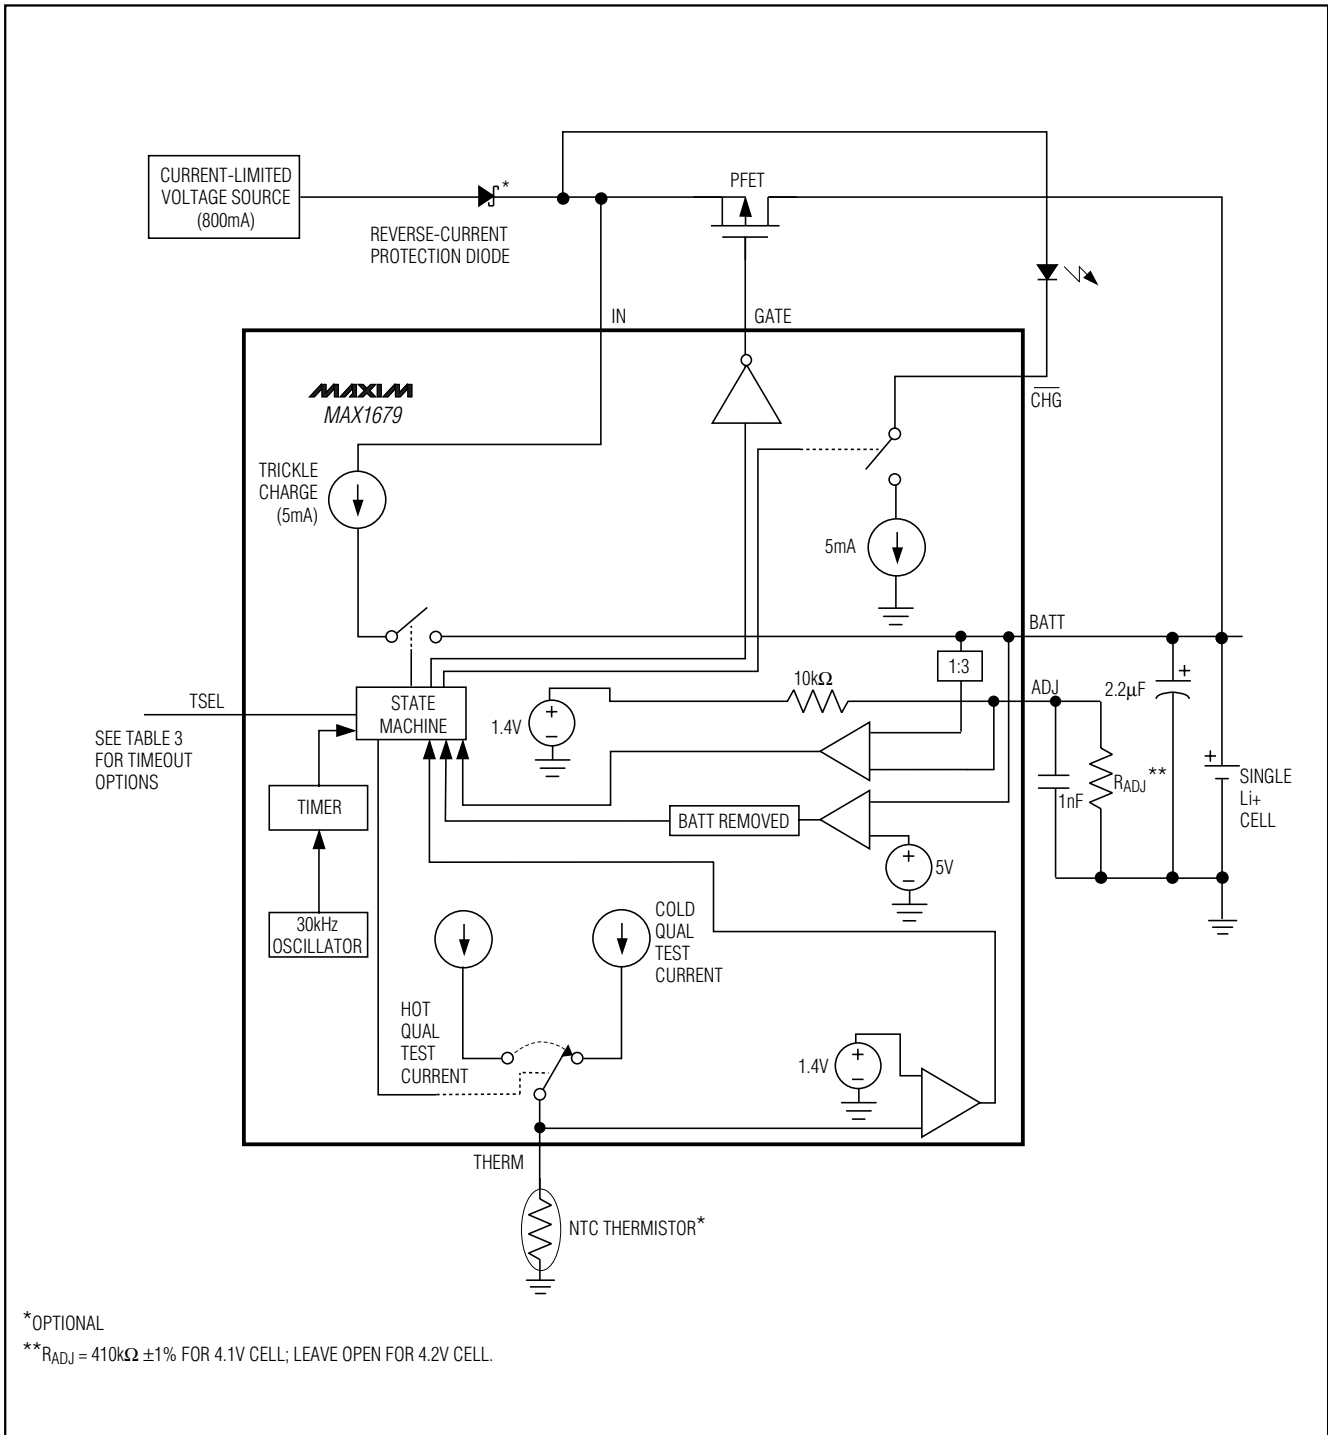 CURRENT-LIMITED
VOLTAGE SOURCE
(800mA)
*
REVERSE-CURRENT
PROTECTION DIODE
PFET
IN
GATE
MAXIM
MAX1679
CHG
TRICKLE
CHARGE
(5mA)
5mA
BATT
1:3
10kΩ
ADJ
2.2µF
+
TSEL
STATE
MACHINE
1.4V
+
−
SEE TABLE 3
FOR TIMEOUT
OPTIONS
1nF
RADJ**
+
SINGLE
Li+
CELL
TIMER
BATT REMOVED
+
−
5V
30kHz
OSCILLATOR
COLD
QUAL
TEST
CURRENT
HOT
QUAL
TEST
CURRENT
1.4V
+
−
THERM
NTC THERMISTOR*
*OPTIONAL
**RADJ = 410kΩ ±1% FOR 4.1V CELL; LEAVE OPEN FOR 4.2V CELL.